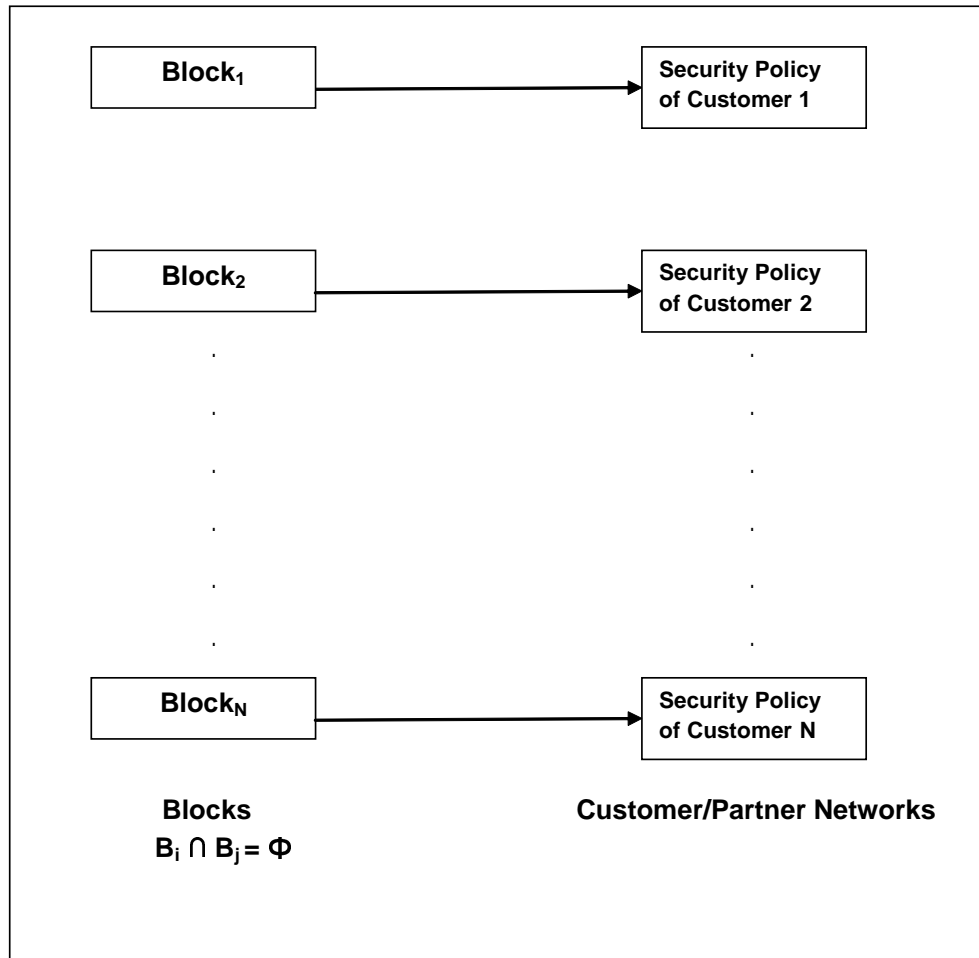 Block₁
Security Policy
of Customer 1
Block₂
Security Policy
of Customer 2
.
.
.
.
.
.
.
.
.
.
.
.
Block_N
Security Policy
of Customer N
Blocks
B_i ∩ B_j = Φ
Customer/Partner Networks